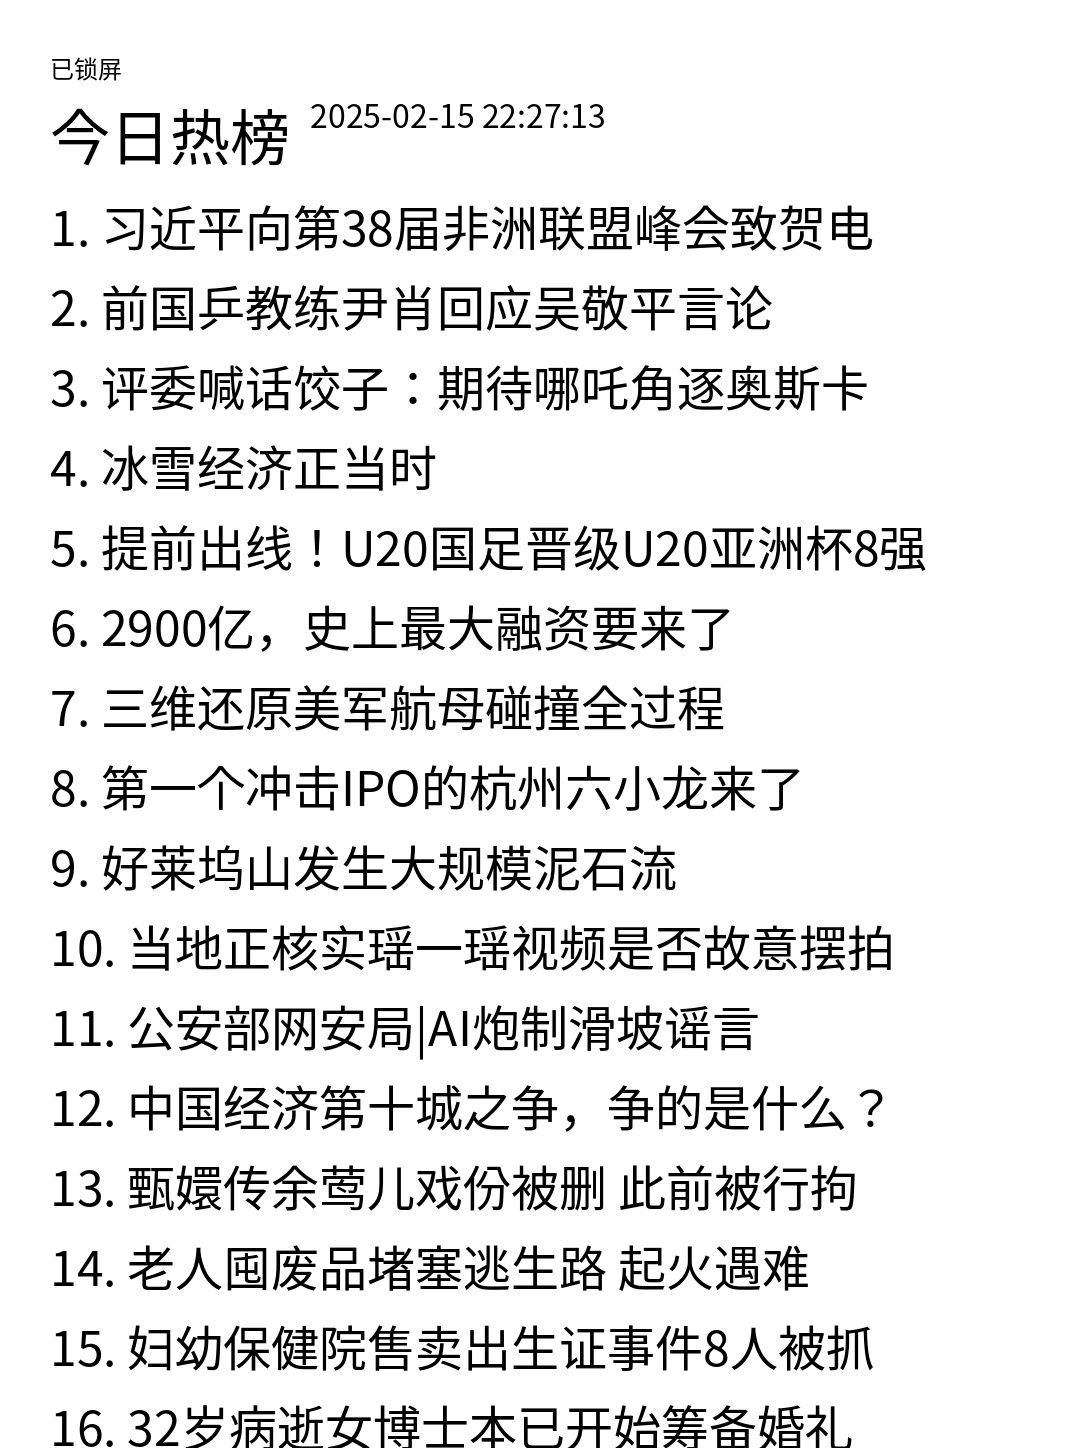 已锁屏
今日热榜 2025-02-15 22:27:13
1. 习近平向第38届非洲联盟峰会致贺电
2. 前国乒教练尹肖回应吴敬平言论
3. 评委喊话饺子：期待哪吒角逐奥斯卡
4. 冰雪经济正当时
5. 提前出线！U20国足晋级U20亚洲杯8强
6. 2900亿，史上最大融资要来了
7. 三维还原美军航母碰撞全过程
8. 第一个冲击IPO的杭州六小龙来了
9. 好莱坞山发生大规模泥石流
10. 当地正核实瑶一瑶视频是否故意摆拍
11. 公安部网安局|AI炮制滑坡谣言
12. 中国经济第十城之争，争的是什么？
13. 甄嬛传余莺儿戏份被删 此前被行拘
14. 老人囤废品堵塞逃生路 起火遇难
15. 妇幼保健院售卖出生证事件8人被抓
16. 32岁病逝女博士本已开始筹备婚礼